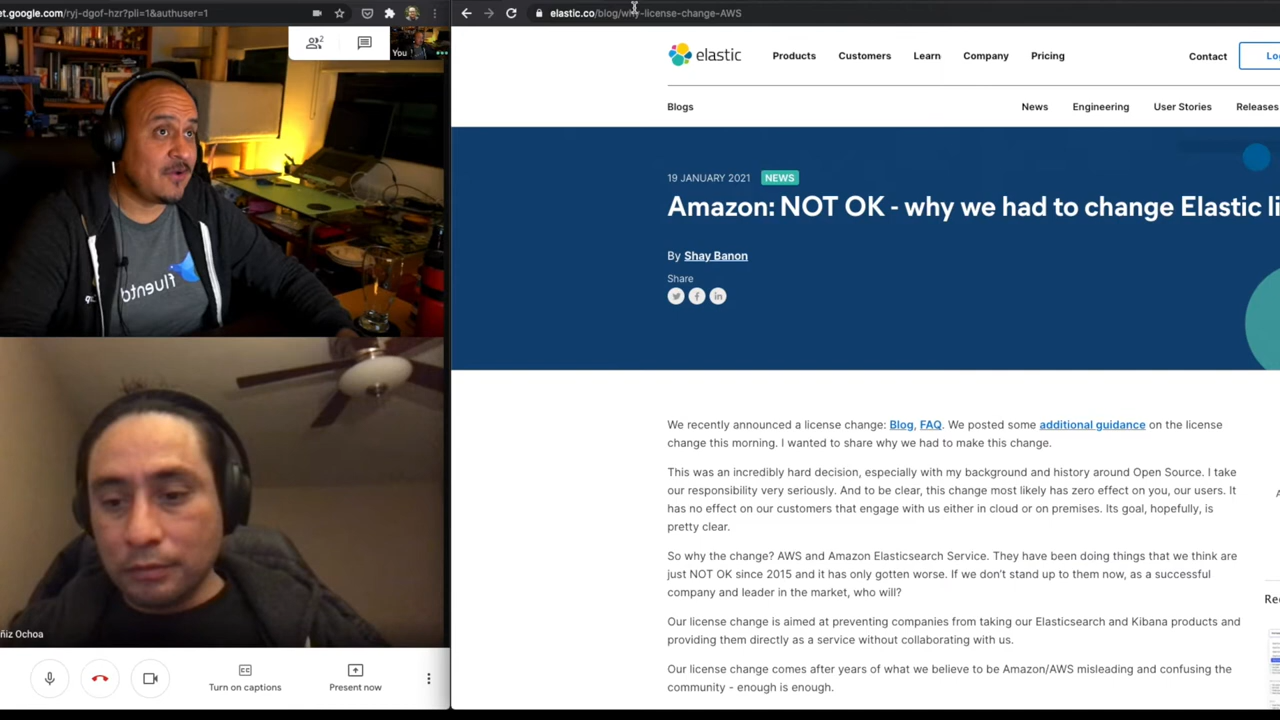 et.google.com/ryj-dgof-hzr?pli=1&authuser=1
2
You
fluentd
ñiz Ochoa
Turn on captions
Present now
elastic.co/blog/why-license-change-AWS
elastic
Products Customers Learn Company Pricing
Contact
Lo
Blogs
News Engineering User Stories Releases
19 JANUARY 2021 NEWS
Amazon: NOT OK - why we had to change Elastic li
By Shay Banon
Share
We recently announced a license change: Blog, FAQ. We posted some additional guidance on the license
change this morning. I wanted to share why we had to make this change.
This was an incredibly hard decision, especially with my background and history around Open Source. I take
our responsibility very seriously. And to be clear, this change most likely has zero effect on you, our users. It
has no effect on our customers that engage with us either in cloud or on premises. Its goal, hopefully, is
pretty clear.
So why the change? AWS and Amazon Elasticsearch Service. They have been doing things that we think are
just NOT OK since 2015 and it has only gotten worse. If we don't stand up to them now, as a successful
company and leader in the market, who will?
Our license change is aimed at preventing companies from taking our Elasticsearch and Kibana products and
providing them directly as a service without collaborating with us.
Our license change comes after years of what we believe to be Amazon/AWS misleading and confusing the
community - enough is enough.
A
Re